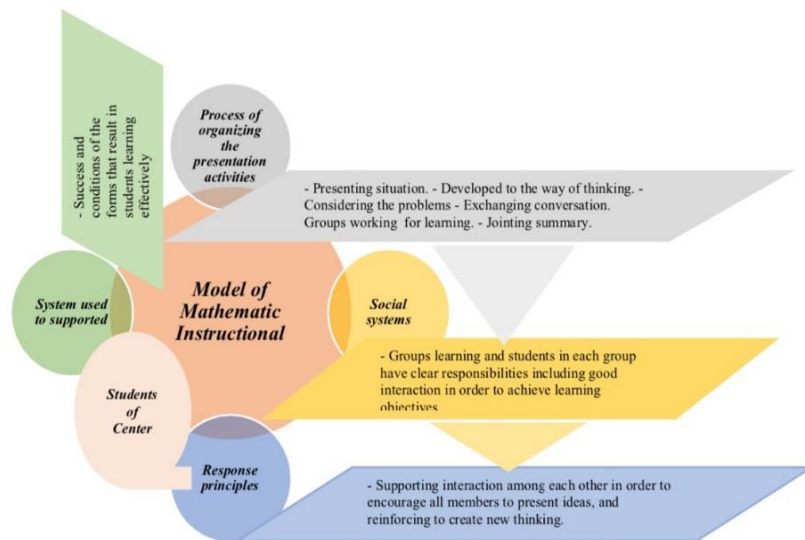 - Success and
conditions of the
forms that result in
students learning
effectively
Process of
organizing
the
presentation
activities
- Presenting situation. - Developed to the way of thinking. -
Considering the problems - Exchanging conversation.
Groups working for learning. - Jointing summary.
Model of
Mathematic
Instructional
System used
to supported
Social
systems
- Groups learning and students in each group
have clear responsibilities including good
interaction in order to achieve learning
objectives
Students
of
Center
Response
principles
- Supporting interaction among each other in order to
encourage all members to present ideas, and
reinforcing to create new thinking.